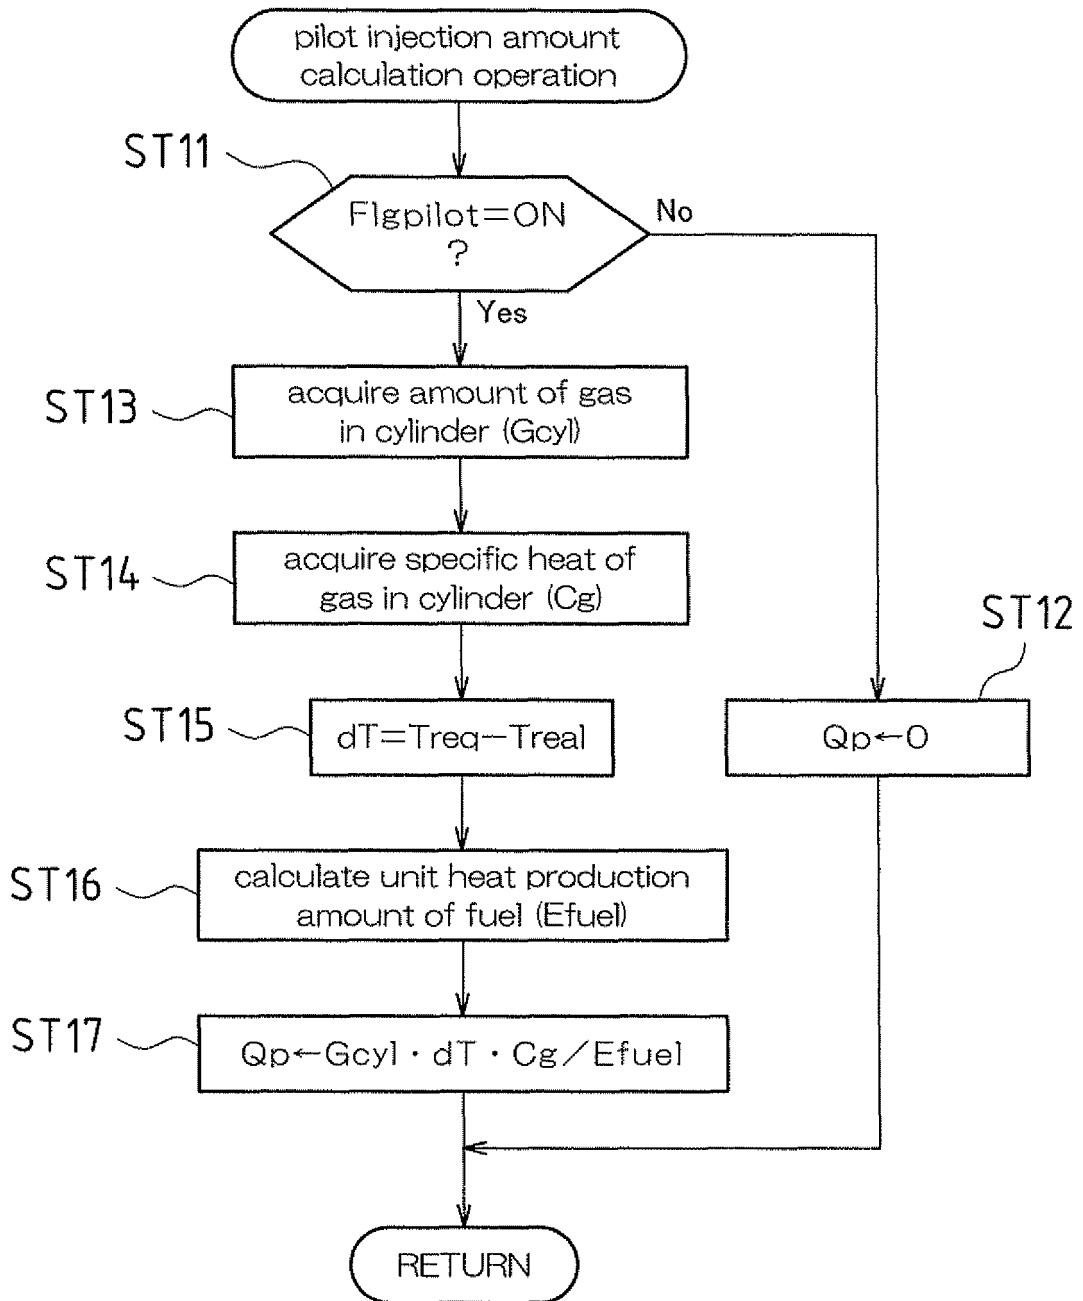 pilot injection amount
calculation operation
ST11
Flgpilot=ON
?
No
Yes
ST13
acquire amount of gas
in cylinder (Gcyl)
ST14
acquire specific heat of
gas in cylinder (Cg)
ST12
ST15
dT=Treq−Treal
Qp←0
ST16
calculate unit heat production
amount of fuel (Efuel)
ST17
Qp←Gcyl・dT・Cg/Efuel
RETURN